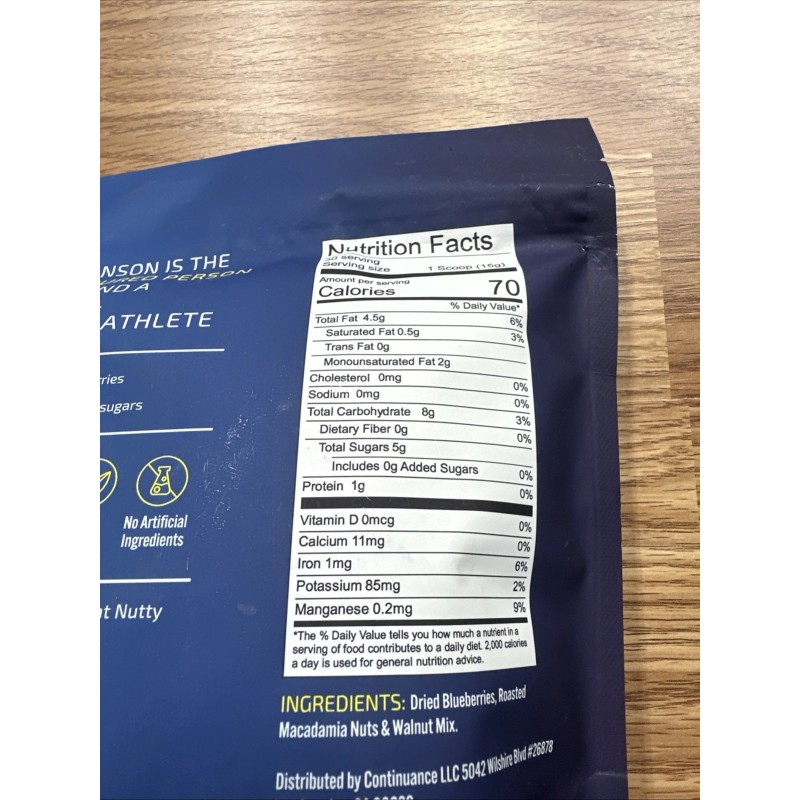 NSON IS THE
URED PERSON
ND A
ATHLETE
rries
sugars
No Artificial
Ingredients
nt Nutty
Nutrition Facts
30 serving
Serving size 1 Scoop (15g)
Amount per serving
Calories 70
% Daily Value*
Total Fat 4.5g 6%
Saturated Fat 0.5g 3%
Trans Fat 0g
Monounsaturated Fat 2g
Cholesterol 0mg 0%
Sodium 0mg 0%
Total Carbohydrate 8g 3%
Dietary Fiber 0g 0%
Total Sugars 5g
Includes 0g Added Sugars 0%
Protein 1g 0%
Vitamin D 0mcg 0%
Calcium 11mg 0%
Iron 1mg 6%
Potassium 85mg 2%
Manganese 0.2mg 9%
*The % Daily Value tells you how much a nutrient in a
serving of food contributes to a daily diet. 2,000 calories
a day is used for general nutrition advice.
INGREDIENTS: Dried Blueberries, Roasted
Macadamia Nuts & Walnut Mix.
Distributed by Continuance LLC 5042 Wilshire Blvd #26878